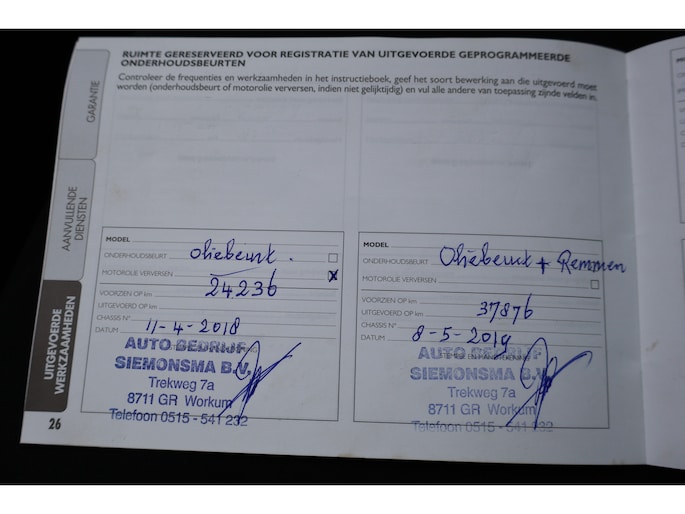 RUIMTE GERESERVEERD VOOR REGISTRATIE VAN UITGEVOERDE GEPROGRAMMEERDE
ONDERHOUDSBEURTEN
Controleer de frequenties en werkzaamheden in het instructieboek, geef het soort bewerking aan die uitgevoerd moet
worden (onderhoudsbeurt of motorolie verversen, indien niet gelijktijdig) en vul alle andere van toepassing zijnde velden in.
GARANTIE
AANVULLENDE
DIENSTEN
UITGEVOERDE
WERKZAAMHEDEN
26
MODEL
ONDERHOUDSBEURT Oliebeurt.
MOTOROLIE VERVERSEN X
VOORZIEN OP km 24236
UITGEVOERD OP km
CHASSIS N°
DATUM 11-4-2018
AUTO BEDRIJF
SIEMONSMA B.V.
Trekweg 7a
8711 GR Workum
Telefoon 0515 - 541 232
MODEL
ONDERHOUDSBEURT Oliebeurt + Remmen
MOTOROLIE VERVERSEN
VOORZIEN OP km
UITGEVOERD OP km 37876
CHASSIS N°
DATUM 8-5-2019
AUTO BEDRIJF
SIEMONSMA B.V.
Trekweg 7a
8711 GR Workum
Telefoon 0515 - 541 232